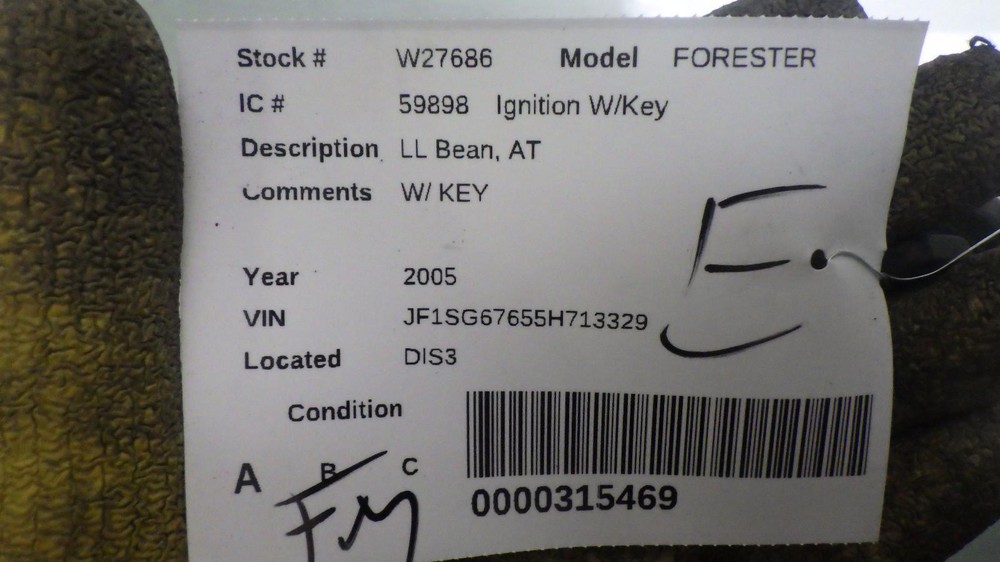 Stock # W27686 Model FORESTER
IC # 59898 Ignition W/Key
Description LL Bean, AT
Comments W/ KEY
Year 2005
VIN JF1SG67655H713329
Located DIS3
E
Condition
A B C
0000315469